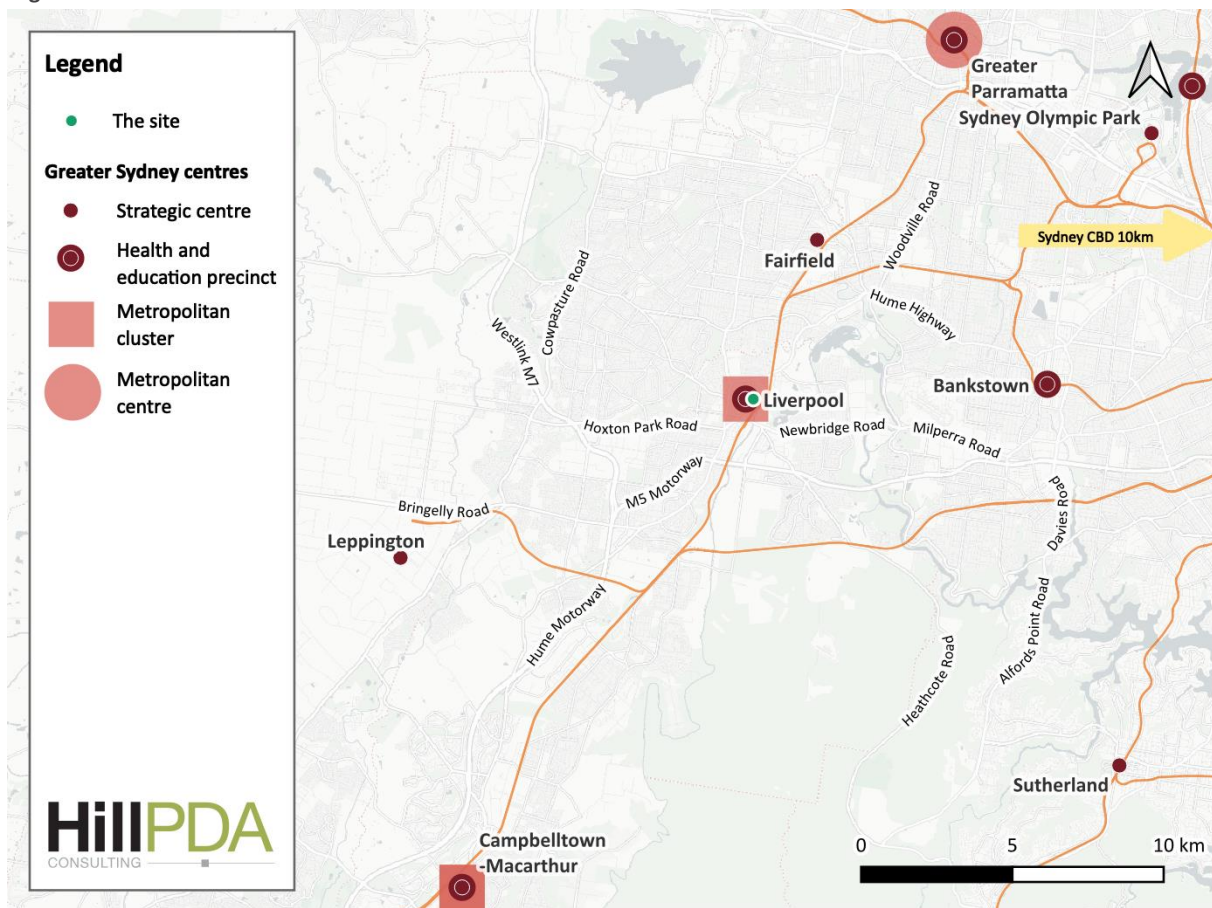 Legend
The site
Greater Sydney centres
Strategic centre
Health and
education precinct
Metropolitan
cluster
Metropolitan
centre
HillPDA
CONSULTING
Greater
Parramatta
Sydney Olympic Park
Woodville Road
Sydney CBD 10km
Fairfield
Cowpasture Road
Westlink M7
Hume Highway
Bankstown
Liverpool
Hoxton Park Road
Newbridge Road
Milperra Road
M5 Motorway
Bringelly Road
Davies Road
Leppington
Hume Motorway
Alfords Point Road
Heathcote Road
Sutherland
Campbelltown
-Macarthur
0
5
10 km